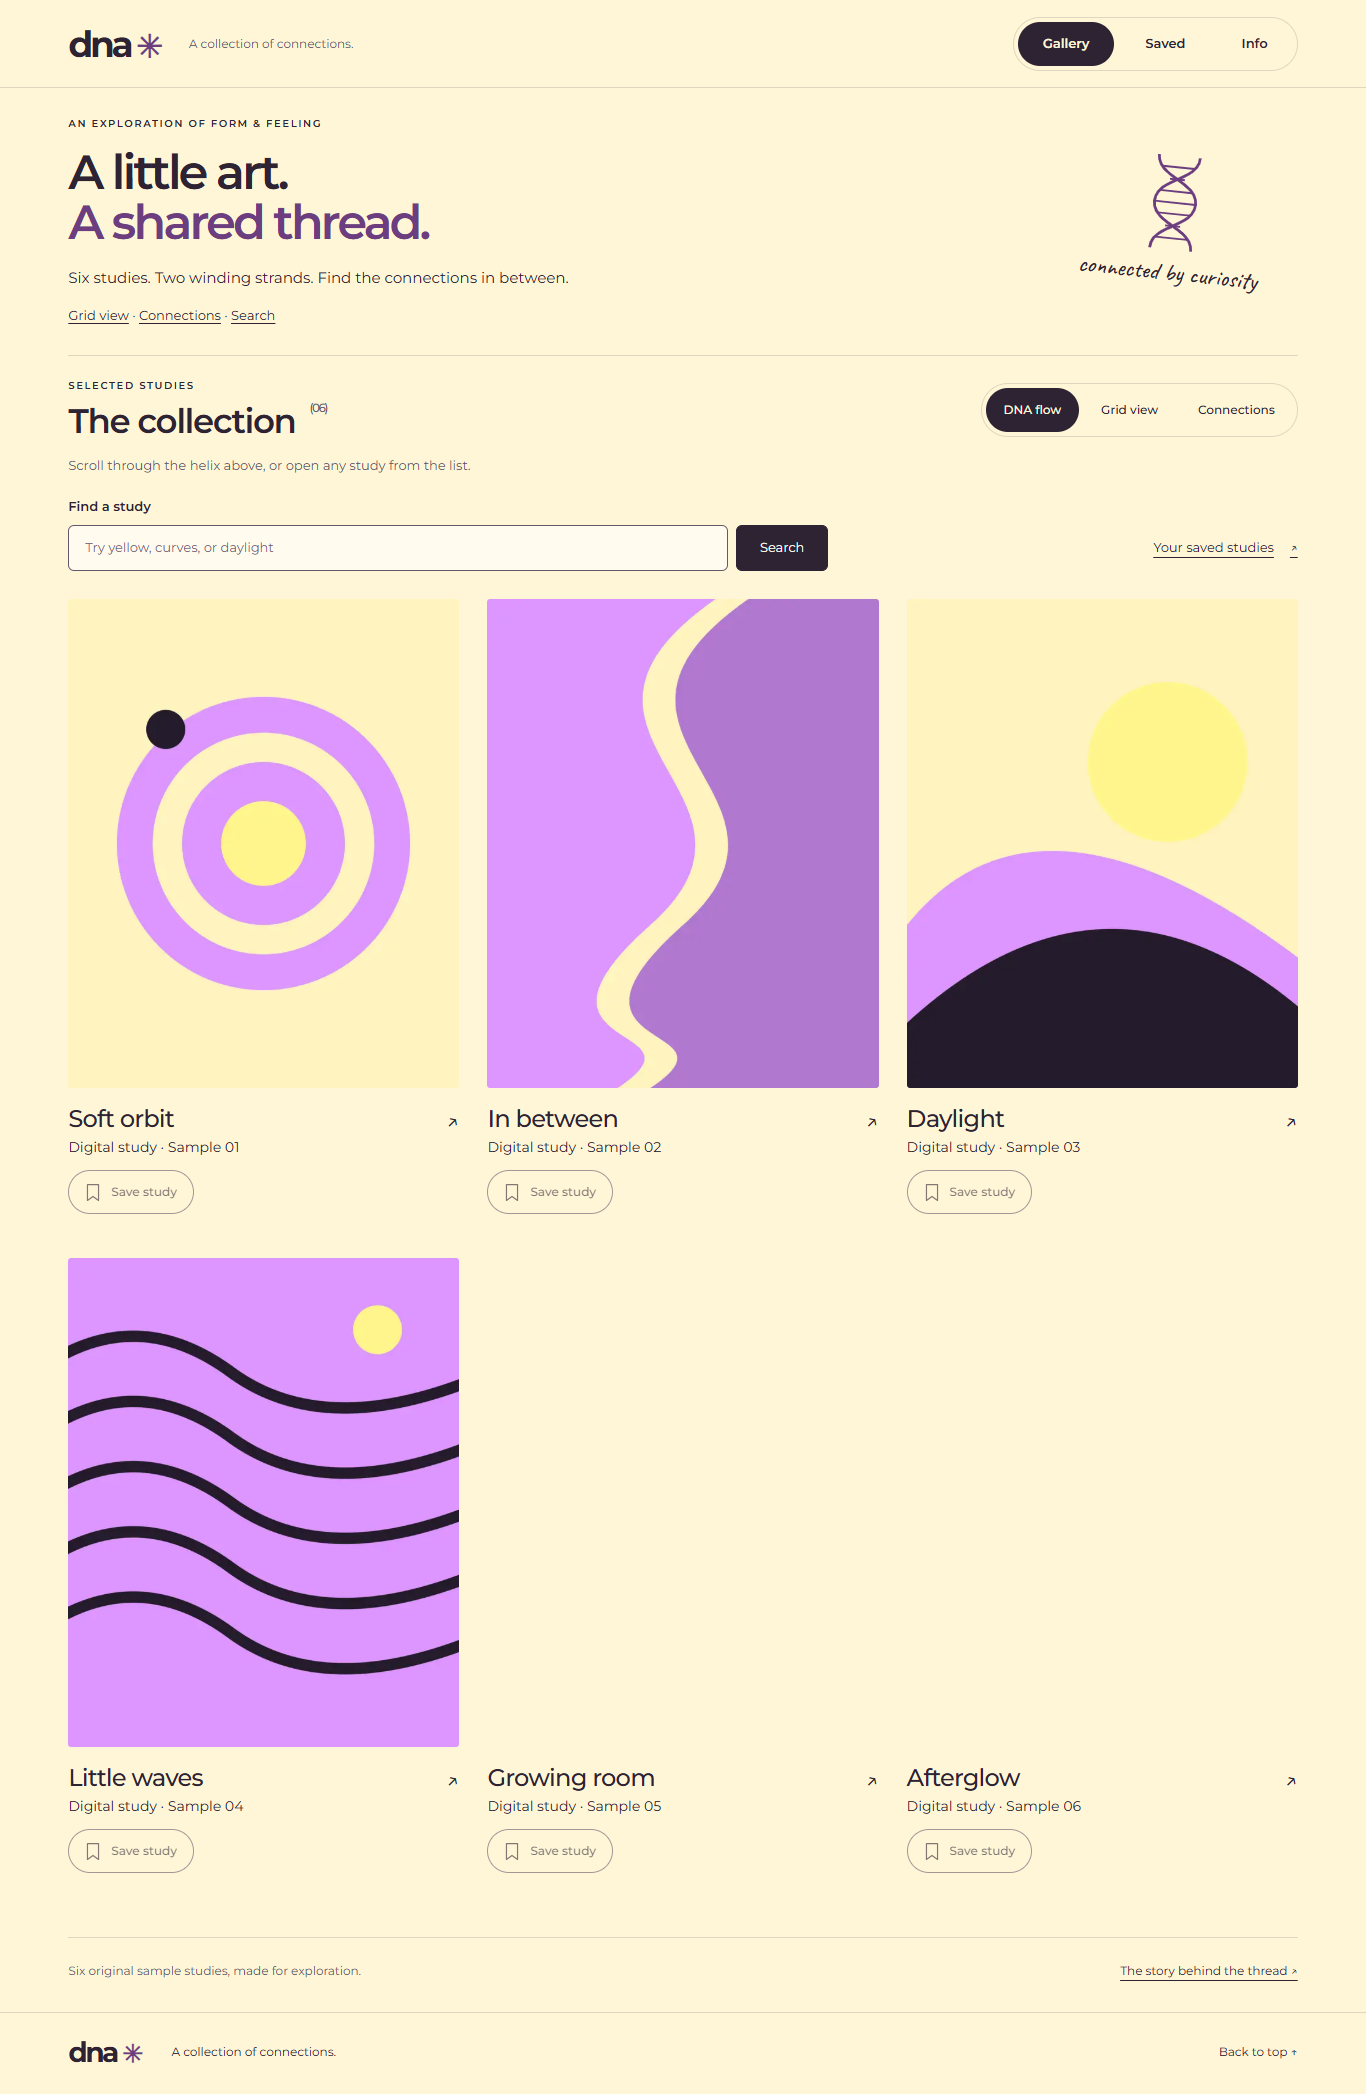 dna
A collection of connections.
Gallery
Saved
Info
AN EXPLORATION OF FORM & FEELING
A little art.
A shared thread.
Six studies. Two winding strands. Find the connections in between.
Grid view · Connections · Search
connected by curiosity
SELECTED STUDIES
The collection (06)
DNA flow
Grid view
Connections
Scroll through the helix above, or open any study from the list.
Find a study
Try yellow, curves, or daylight
Search
Your saved studies ↗
Soft orbit ↗
Digital study · Sample 01
Save study
In between ↗
Digital study · Sample 02
Save study
Daylight ↗
Digital study · Sample 03
Save study
Little waves ↗
Digital study · Sample 04
Save study
Growing room ↗
Digital study · Sample 05
Save study
Afterglow ↗
Digital study · Sample 06
Save study
Six original sample studies, made for exploration.
The story behind the thread ↗
dna
A collection of connections.
Back to top ↑